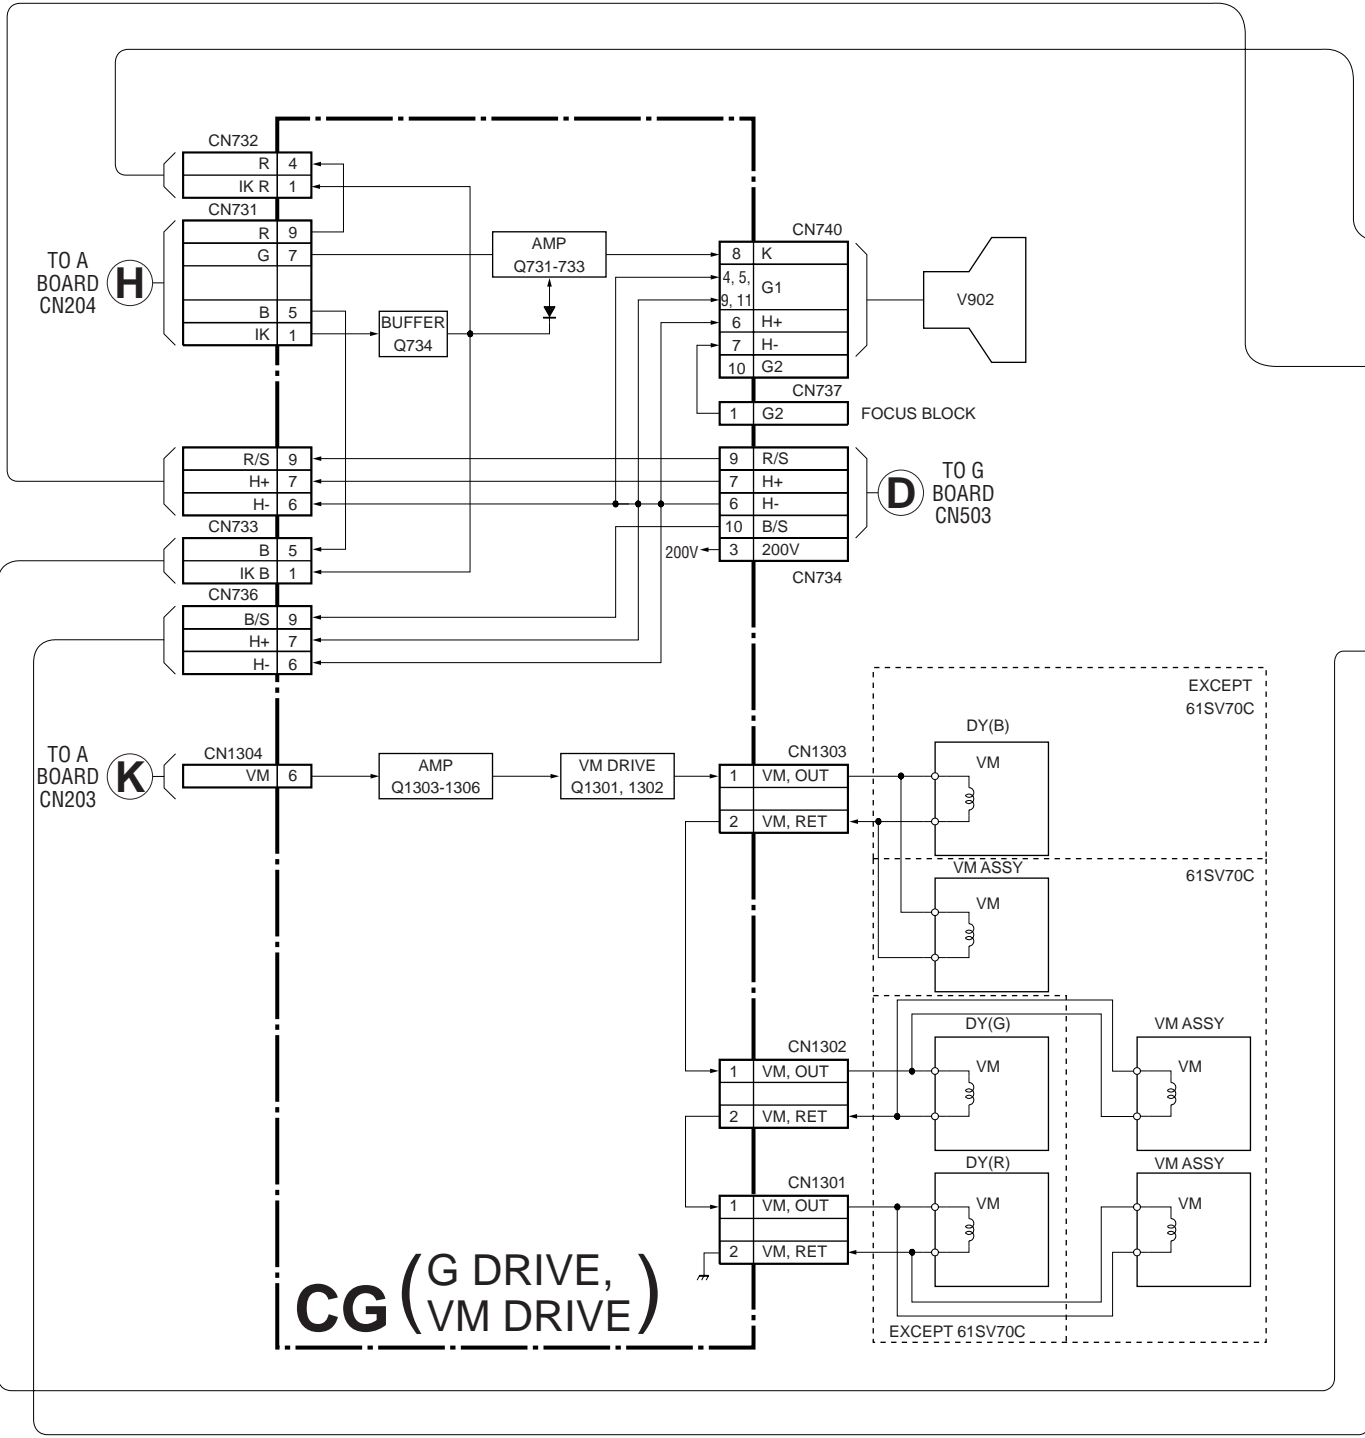 CN732
R 4
IK R 1
CN731
R 9
G 7
B 5
IK 1
TO A
BOARD
CN204
H
AMP
Q731-733
BUFFER
Q734
CN740
8 K
4, 5,
9, 11
G1
6 H+
7 H-
10 G2
V902
CN737
1 G2
FOCUS BLOCK
R/S 9
H+ 7
H- 6
CN733
B 5
IK B 1
CN736
B/S 9
H+ 7
H- 6
9 R/S
7 H+
6 H-
10 B/S
200V
3 200V
CN734
D
TO G
BOARD
CN503
TO A
BOARD
CN203
K
CN1304
VM 6
AMP
Q1303-1306
VM DRIVE
Q1301, 1302
CN1303
1 VM, OUT
2 VM, RET
EXCEPT
61SV70C
DY(B)
VM
61SV70C
VM ASSY
VM
CN1302
1 VM, OUT
2 VM, RET
DY(G)
VM
VM ASSY
VM
CN1301
1 VM, OUT
2 VM, RET
DY(R)
VM
VM ASSY
VM
EXCEPT 61SV70C
CG
(G DRIVE,
VM DRIVE)